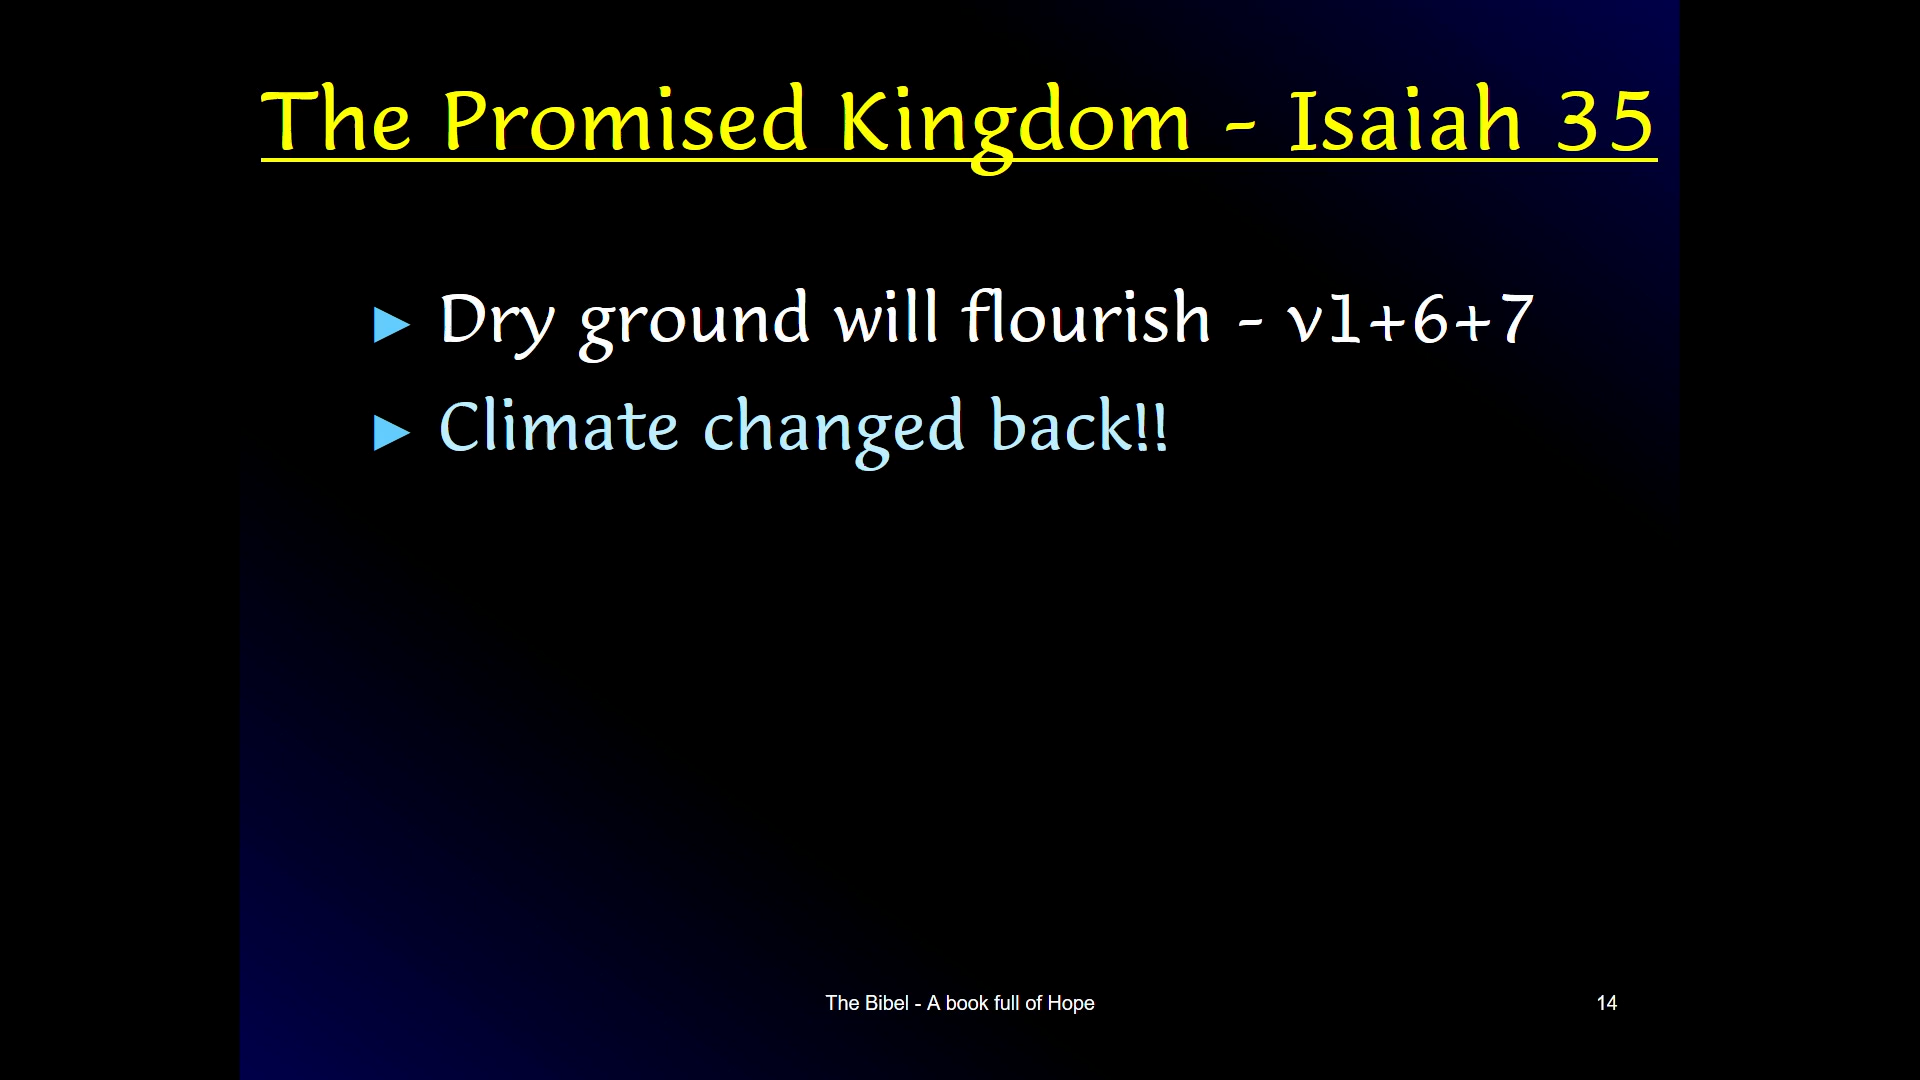 The Promised Kingdom - Isaiah 35
► Dry ground will flourish - v1+6+7
► Climate changed back!!
The Bibel - A book full of Hope
14